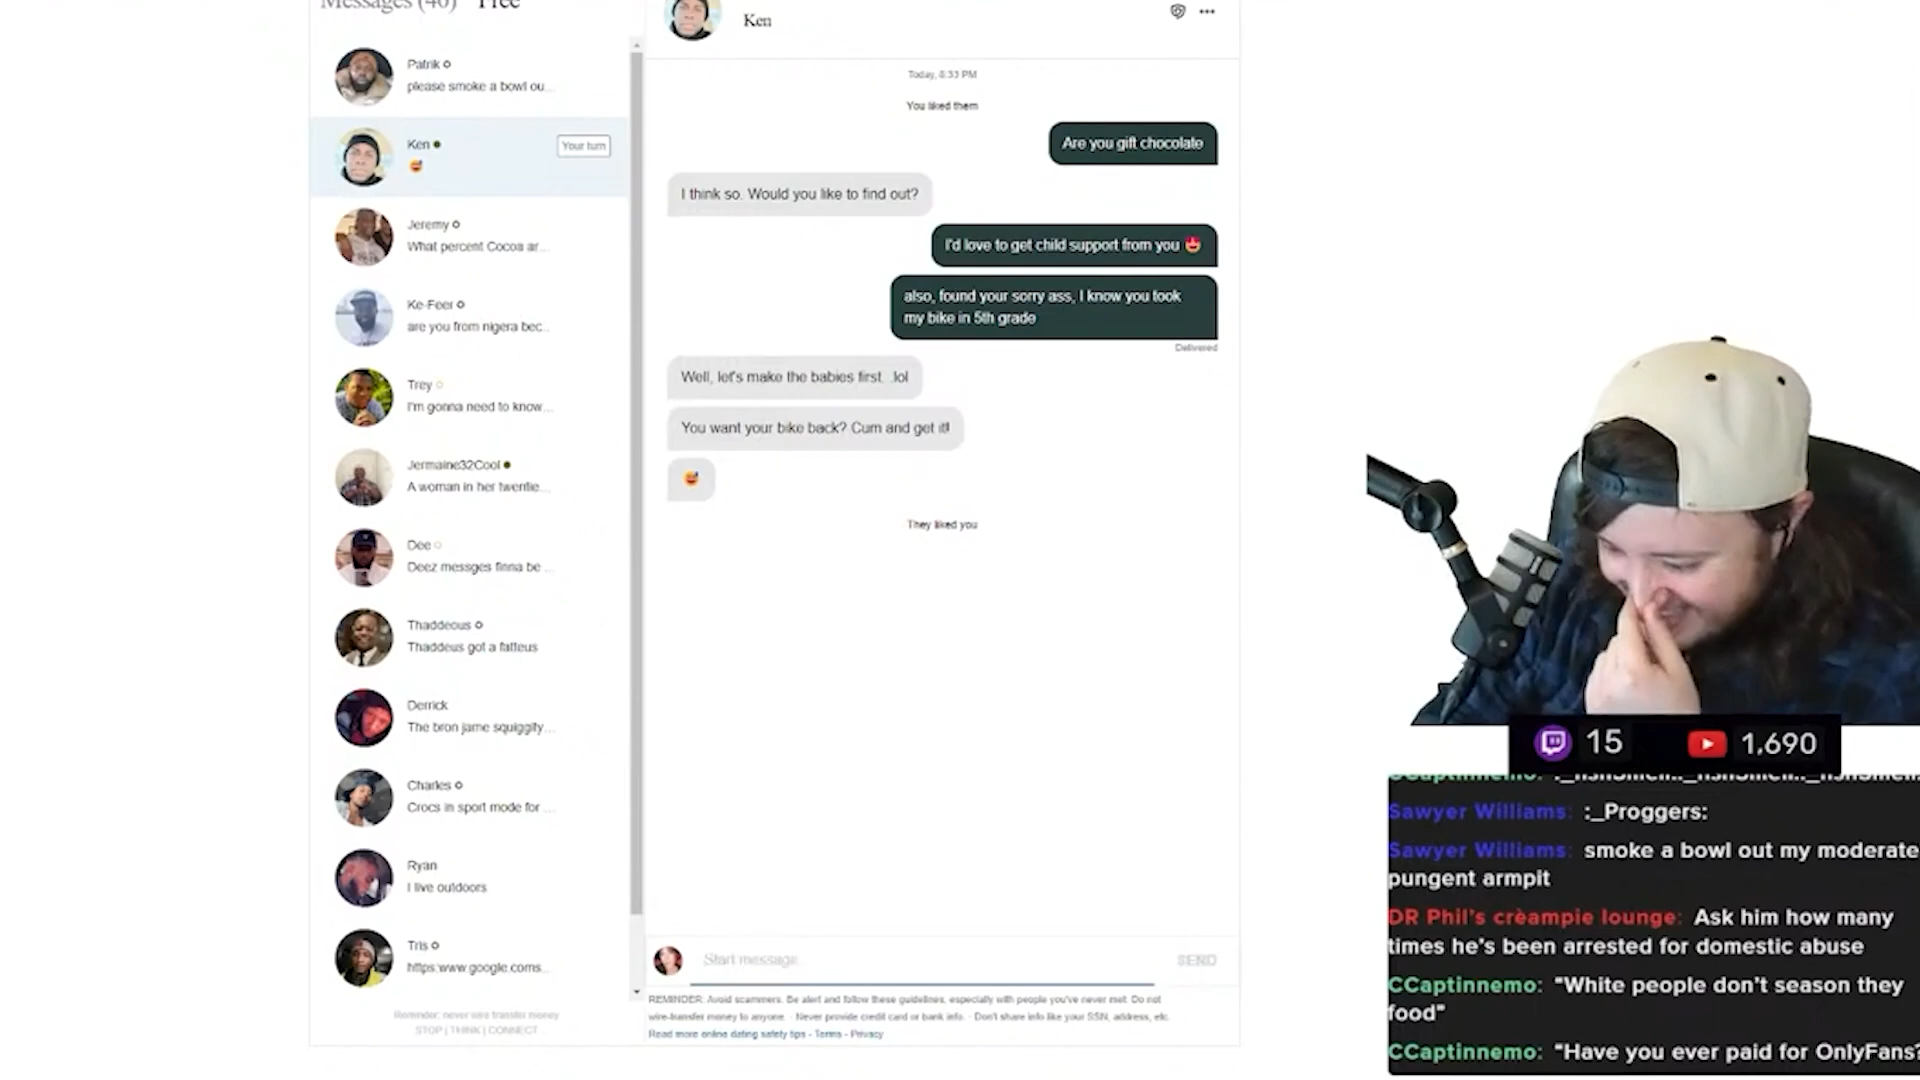 Messages (40) Free
Patrik
please smoke a bowl ou...
Ken
Your turn
Jeremy
What percent Cocoa ar...
Ke-Feer
are you from nigera bec...
Trey
I'm gonna need to know...
Jermaine32Cool
A woman in her twentie...
Dee
Deez messges finna be ...
Thaddeous
Thaddeus got a fatteus
Derrick
The bron jame squiggity...
Charles
Crocs in sport mode for ...
Ryan
I live outdoors
Tris
https:www.google.coms...
Reminder: never wire transfer money
STOP | THINK | CONNECT
Ken
Today, 8:33 PM
You liked them
Are you gift chocolate
I think so. Would you like to find out?
I'd love to get child support from you 🤩
also, found your sorry ass, I know you took
my bike in 5th grade
Delivered
Well, let's make the babies first. .lol
You want your bike back? Cum and get it!
😅
They liked you
Start message...
SEND
REMINDER: Avoid scammers. Be alert and follow these guidelines, especially with people you've never met. Do not
wire-transfer money to anyone. · Never provide credit card or bank info. · Don't share info like your SSN, address, etc.
Read more online dating safety tips - Terms - Privacy
15
1,690
CCaptinnemo:
Sawyer Williams: :_Proggers:
Sawyer Williams: smoke a bowl out my moderate
pungent armpit
DR Phil's crèampie lounge: Ask him how many
times he's been arrested for domestic abuse
CCaptinnemo: "White people don't season they
food"
CCaptinnemo: "Have you ever paid for OnlyFans?